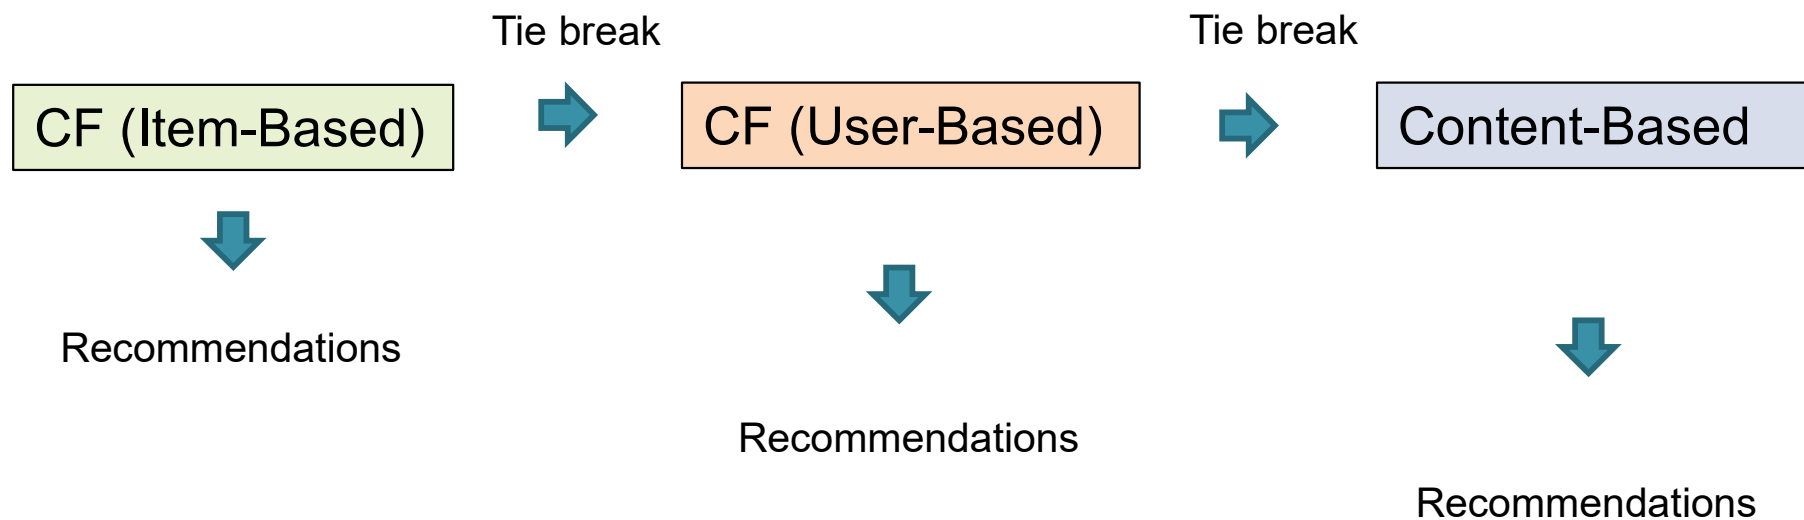 Tie break
Tie break
CF (Item-Based)
CF (User-Based)
Content-Based
Recommendations
Recommendations
Recommendations